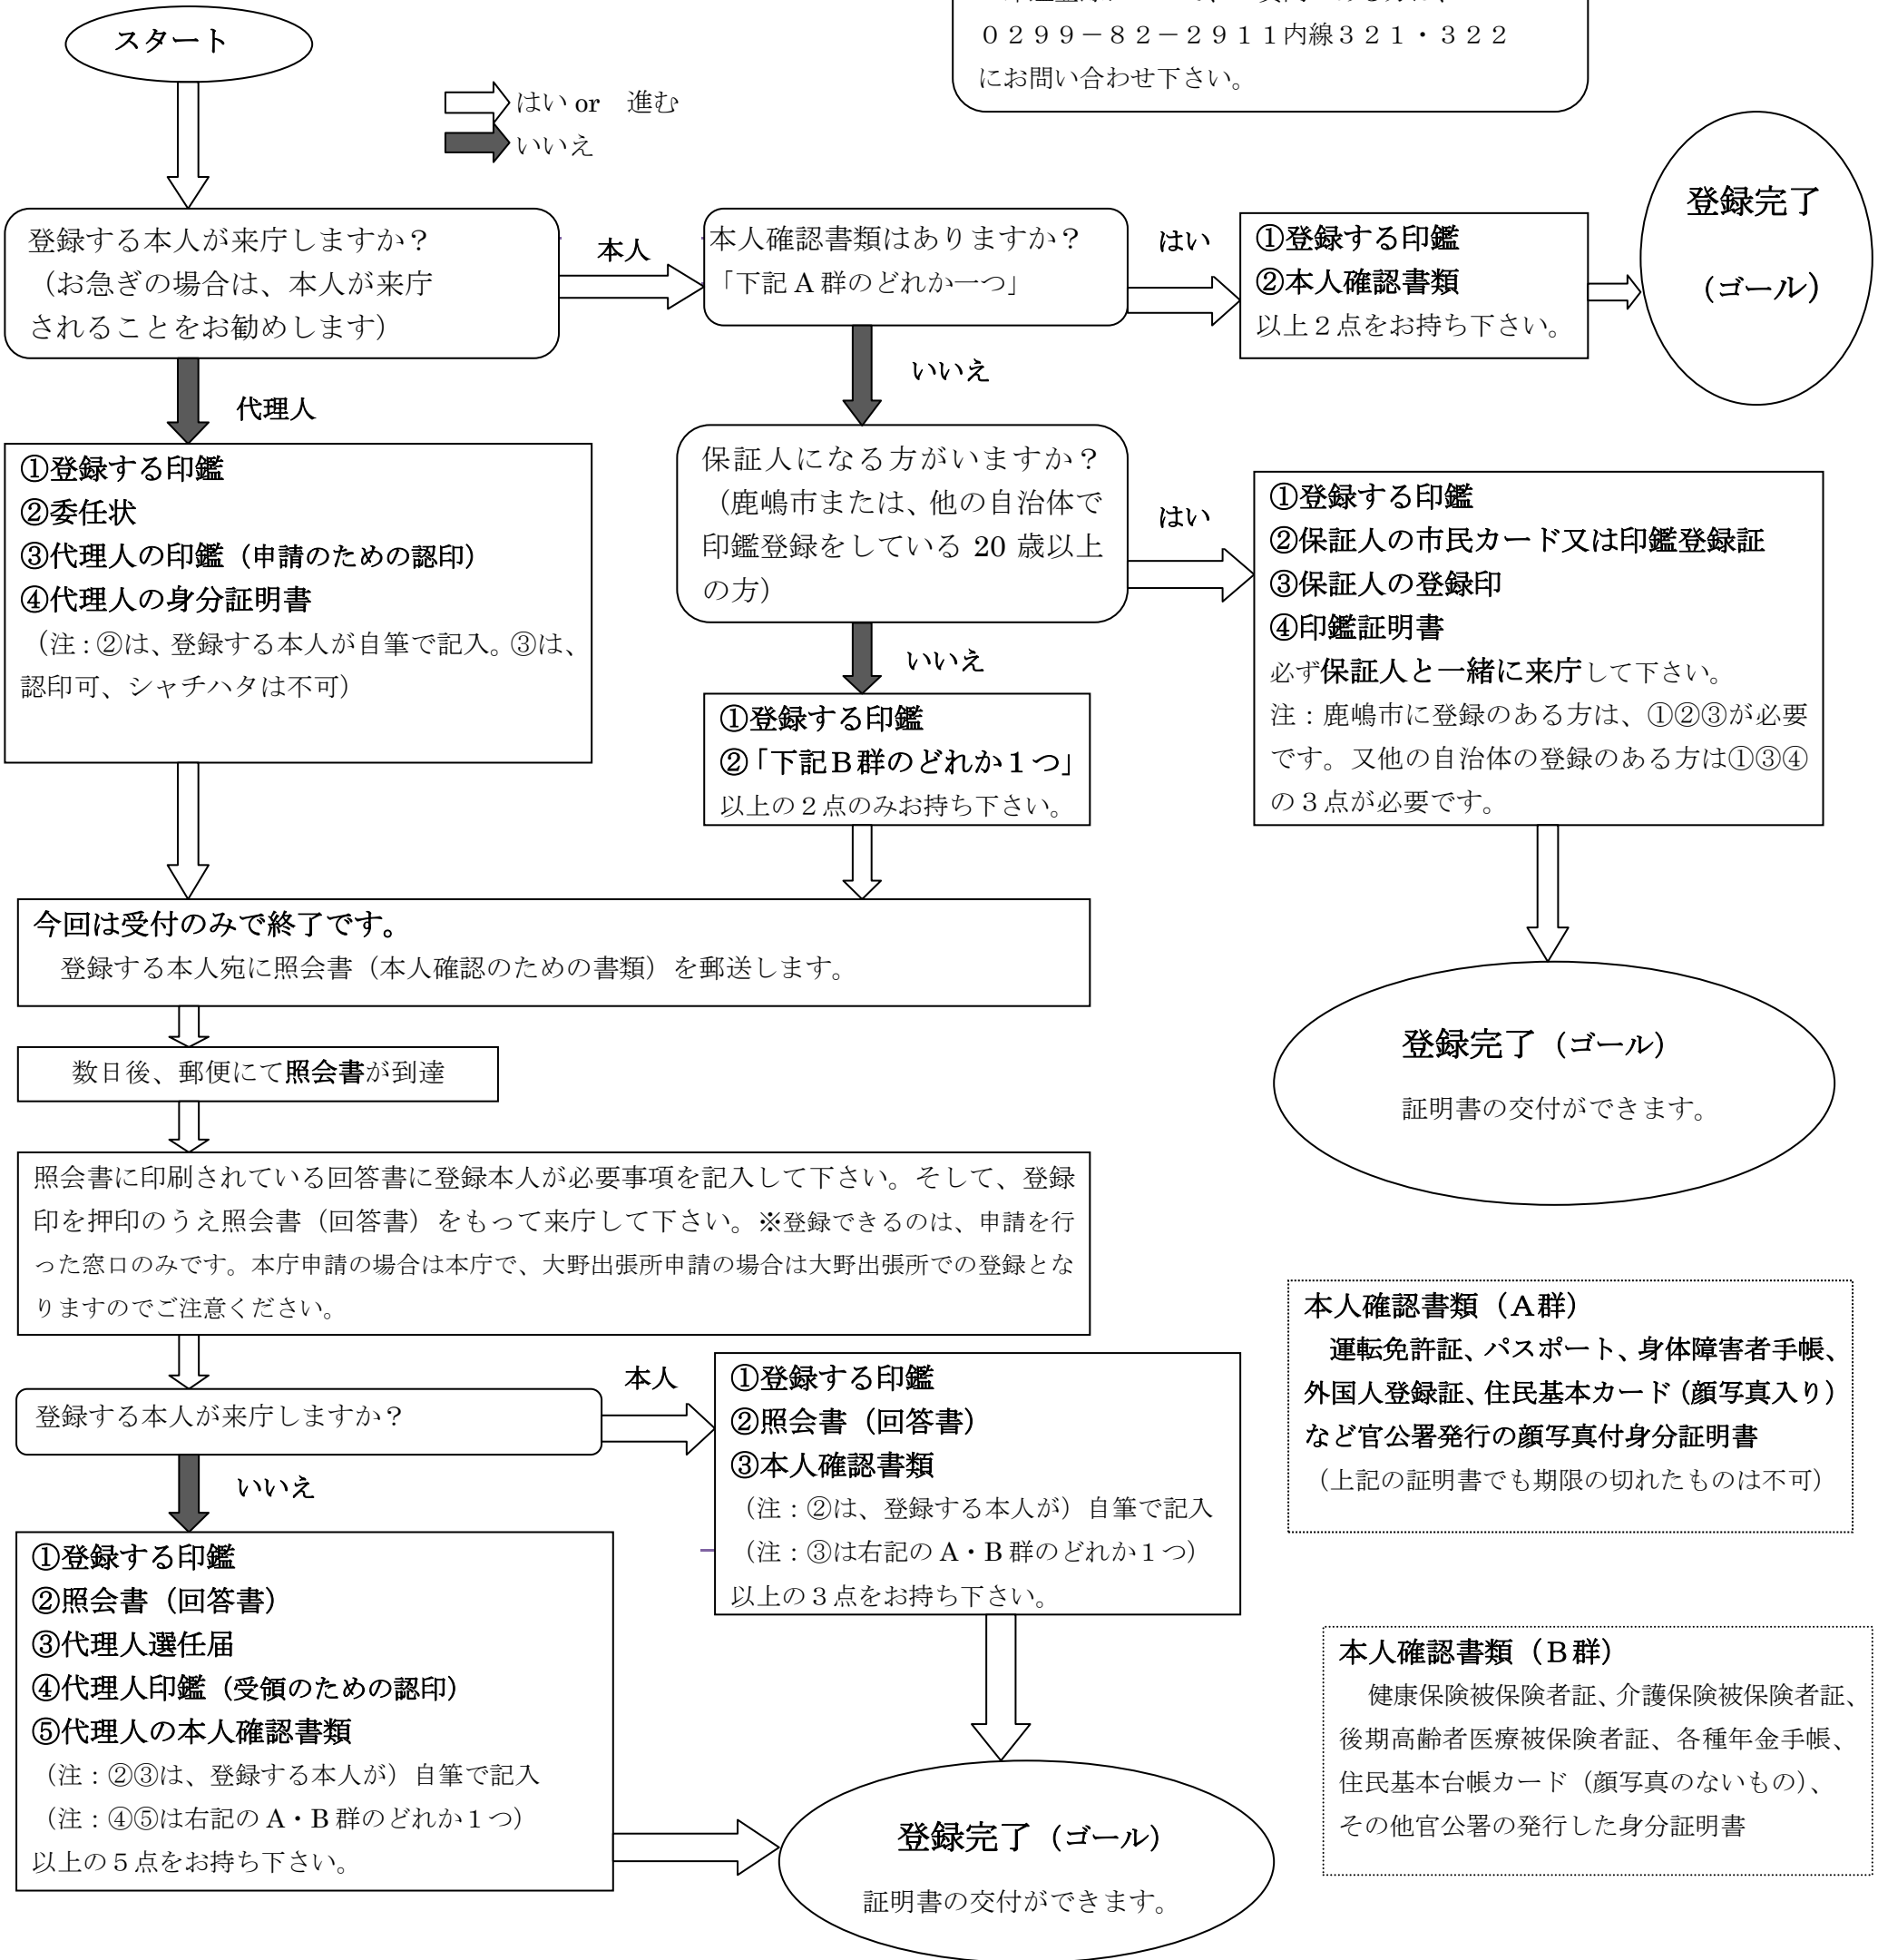 ０２９９－８２－２９１１内線３２１・３２２
にお問い合わせ下さい。
スタート
はい or　進む
いいえ
登録する本人が来庁しますか？
（お急ぎの場合は、本人が来庁
されることをお勧めします）
本人
本人確認書類はありますか？
「下記 A 群のどれか一つ」
はい
①登録する印鑑
②本人確認書類
以上２点をお持ち下さい。
登録完了
（ゴール）
いいえ
代理人
①登録する印鑑
②委任状
③代理人の印鑑（申請のための認印）
④代理人の身分証明書
（注：②は、登録する本人が自筆で記入。③は、
認印可、シャチハタは不可）
保証人になる方がいますか？
（鹿嶋市または、他の自治体で
印鑑登録をしている 20 歳以上
の方）
はい
①登録する印鑑
②保証人の市民カード又は印鑑登録証
③保証人の登録印
④印鑑証明書
必ず保証人と一緒に来庁して下さい。
注：鹿嶋市に登録のある方は、①②③が必要
です。又他の自治体の登録のある方は①③④
の３点が必要です。
いいえ
①登録する印鑑
②「下記Ｂ群のどれか１つ」
以上の２点のみお持ち下さい。
今回は受付のみで終了です。
登録する本人宛に照会書（本人確認のための書類）を郵送します。
数日後、郵便にて照会書が到達
登録完了（ゴール）
証明書の交付ができます。
照会書に印刷されている回答書に登録本人が必要事項を記入して下さい。そして、登録
印を押印のうえ照会書（回答書）をもって来庁して下さい。※登録できるのは、申請を行
った窓口のみです。本庁申請の場合は本庁で、大野出張所申請の場合は大野出張所での登録とな
りますのでご注意ください。
登録する本人が来庁しますか？
本人
①登録する印鑑
②照会書（回答書）
③本人確認書類
（注：②は、登録する本人が）自筆で記入
（注：③は右記の A・B 群のどれか１つ）
以上の３点をお持ち下さい。
いいえ
①登録する印鑑
②照会書（回答書）
③代理人選任届
④代理人印鑑（受領のための認印）
⑤代理人の本人確認書類
（注：②③は、登録する本人が）自筆で記入
（注：④⑤は右記の A・B 群のどれか１つ）
以上の５点をお持ち下さい。
登録完了（ゴール）
証明書の交付ができます。
本人確認書類（Ａ群）
運転免許証、パスポート、身体障害者手帳、
外国人登録証、住民基本カード（顔写真入り）
など官公署発行の顔写真付身分証明書
（上記の証明書でも期限の切れたものは不可）
本人確認書類（Ｂ群）
健康保険被保険者証、介護保険被保険者証、
後期高齢者医療被保険者証、各種年金手帳、
住民基本台帳カード（顔写真のないもの）、
その他官公署の発行した身分証明書